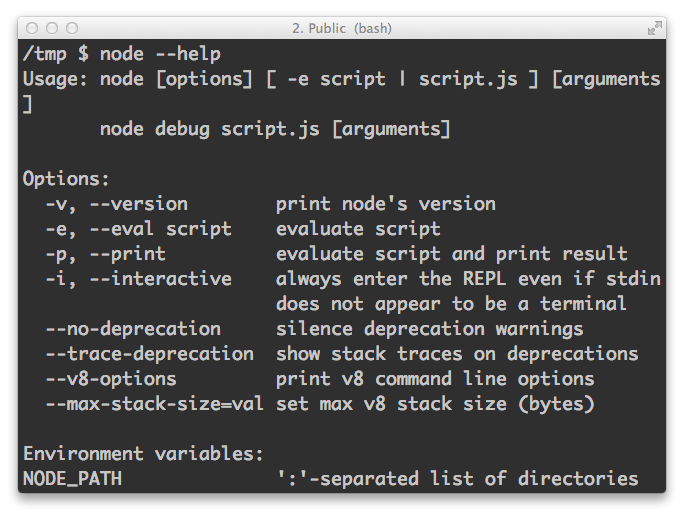 2. Public (bash)
/tmp $ node --help
Usage: node [options] [ -e script | script.js ] [arguments
]
       node debug script.js [arguments]

Options:
  -v, --version        print node's version
  -e, --eval script    evaluate script
  -p, --print          evaluate script and print result
  -i, --interactive    always enter the REPL even if stdin
                       does not appear to be a terminal
  --no-deprecation     silence deprecation warnings
  --trace-deprecation  show stack traces on deprecations
  --v8-options         print v8 command line options
  --max-stack-size=val set max v8 stack size (bytes)

Environment variables:
NODE_PATH              ':'-separated list of directories